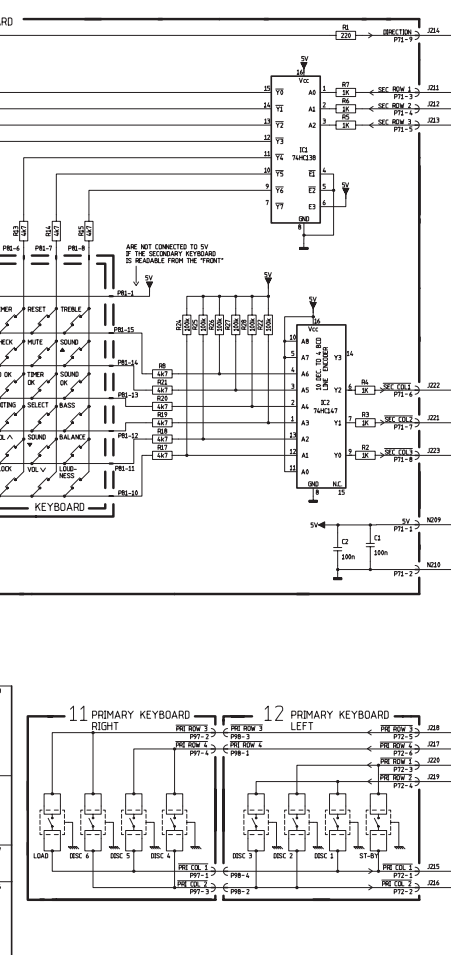 RD
R1
220
DIRECTION
P71-9
J214
5V
16
Vcc
15 Y0 A0 1 R7 1K SEC ROW 1 P71-3 J211
14 Y1 A1 2 R6 1K SEC ROW 2 P71-4 J212
13 Y2 A2 3 R5 1K SEC ROW 3 P71-5 J213
12 Y3
IC1
74HC138
11 Y4 E1 4
10 Y5 E2 5 5V
9 Y6 E3 6
7 Y7
GND
8
R13 4K7 R14 4K7 R15 4K7
P81-6 P81-7 P81-8
ARE NOT CONNECTED TO 5V
IF THE SECONDARY KEYBOARD
IS READABLE FROM THE "FRONT"
5V
P81-1
5V
5V
MER RESET TREBLE
P81-15
HECK MUTE SOUND ▲
P81-14
OK TIMER OK SOUND OK
P81-13
ITING SELECT BASS
P81-12
OL ∧ SOUND ▼ BALANCE
P81-11
OCK VOL ∨ LOUD-NESS
P81-10
KEYBOARD
R24 100k R25 100k R26 100k R27 100k R28 100k R22 100k
R8 4k7
R21 4k7
R20 4k7
R19 4k7
R18 4k7
R17 4k7
16
Vcc
10 A8
5 A7 Y3 14
4 A6
3 A5 Y2 6 R4 1K SEC COL1 P71-6 J222
2 A4
1 A3 Y1 7 R3 1K SEC COL2 P71-7 J221
13 A2
12 A1 Y0 9 R2 1K SEC COL3 P71-8 J223
11 A0
10 DEC. TO 4 BCD
LINE ENCODER
IC2
74HC147
GND N.C.
8 15
5V
5V
P71-1
N209
C2
100n
C1
100n
P71-2
N210
11 PRIMARY KEYBOARD
RIGHT
12 PRIMARY KEYBOARD
LEFT
PRI ROW 3 PRI ROW 3 PRI ROW 3 J218
P97-2 P98-3 P72-5
PRI ROW 4 PRI ROW 4 PRI ROW 4 J217
P97-4 P98-1 P72-6
PRI ROW 1 J220
P72-3
PRI ROW 2 J219
P72-4
LOAD DISC 6 DISC 5 DISC 4 DISC 3 DISC 2 DISC 1 ST-BY
PRI COL 1 PRI COL 1 J215
P97-1 P98-4 P72-1
PRI COL 2 PRI COL 2 J216
P97-3 P98-2 P72-2